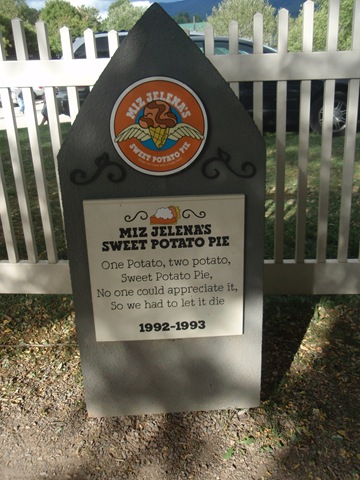 MIZ JELENA'S
SWEET POTATO PIE
MIZ JELENA'S
SWEET POTATO PIE
One Potato, two potato,
Sweet Potato Pie,
No one could appreciate it,
So we had to let it die
1992-1993